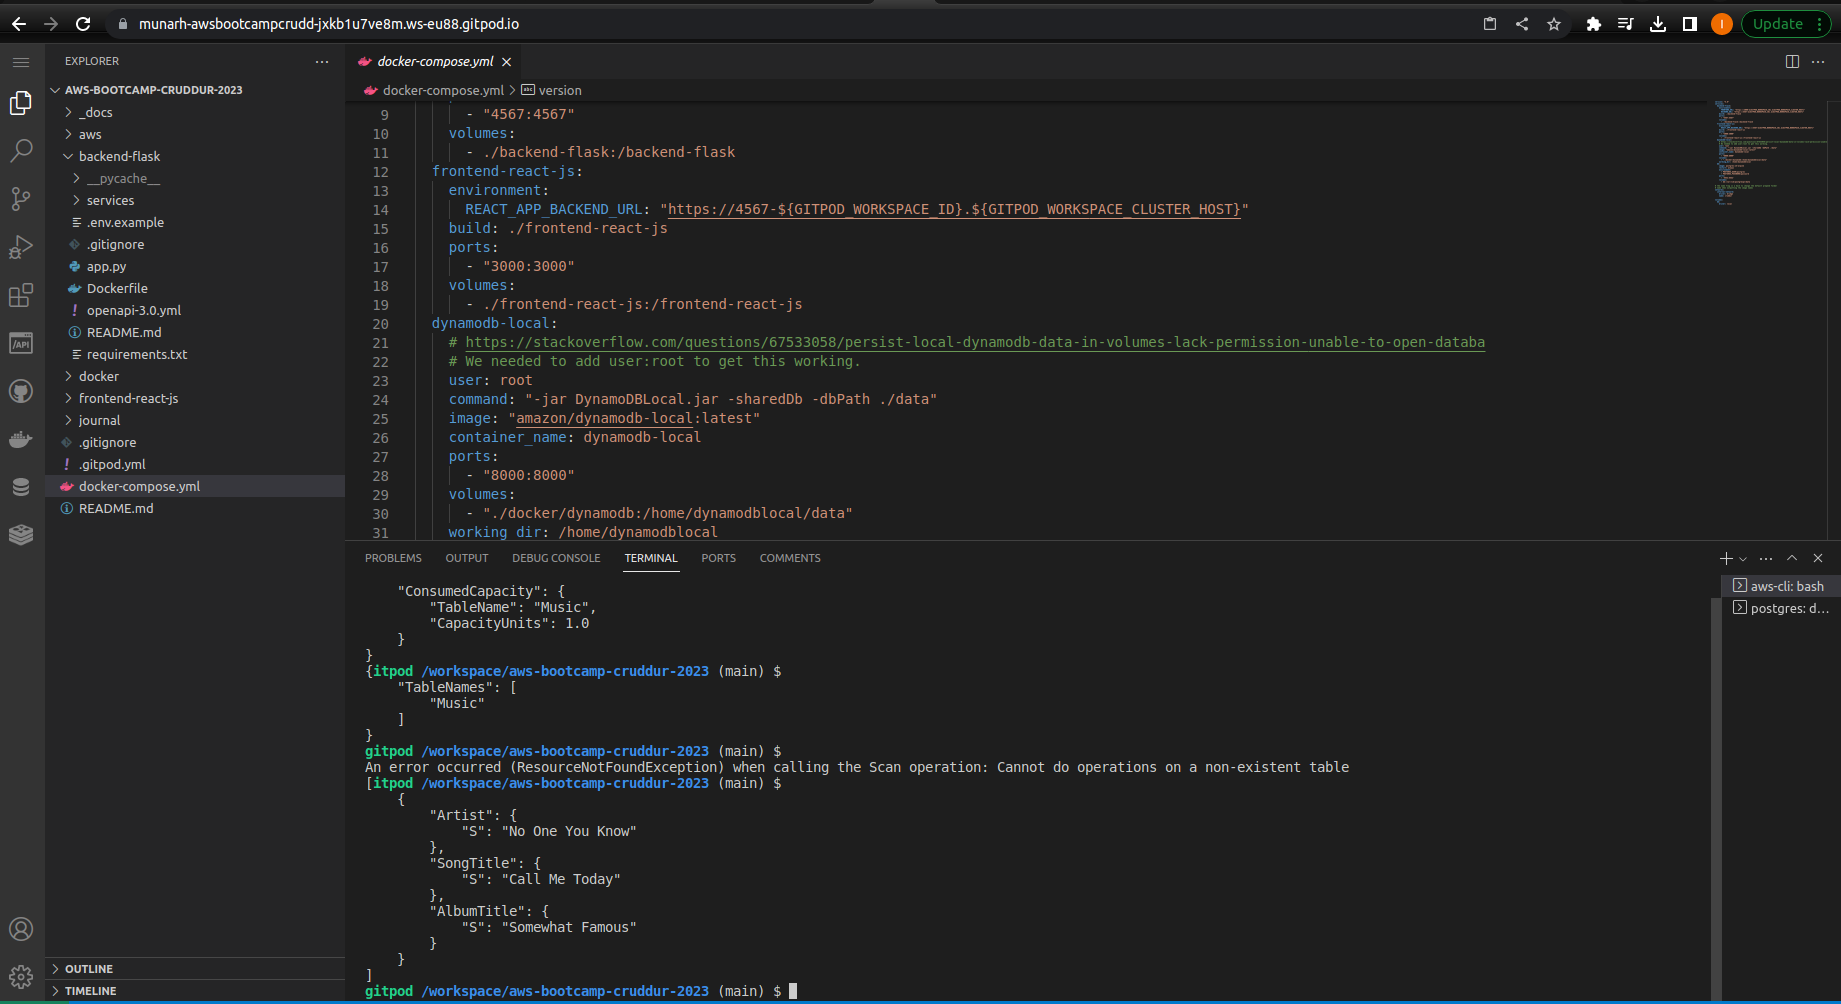 munarh-awsbootcampcrudd-jxkb1u7ve8m.ws-eu88.gitpod.io
I
Update
EXPLORER
AWS-BOOTCAMP-CRUDDUR-2023
_docs
aws
backend-flask
__pycache__
services
.env.example
.gitignore
app.py
Dockerfile
openapi-3.0.yml
README.md
requirements.txt
docker
frontend-react-js
journal
.gitignore
.gitpod.yml
docker-compose.yml
README.md
OUTLINE
TIMELINE
docker-compose.yml
docker-compose.yml > version
9 - "4567:4567"
10 volumes:
11 - ./backend-flask:/backend-flask
12 frontend-react-js:
13 environment:
14 REACT_APP_BACKEND_URL: "https://4567-${GITPOD_WORKSPACE_ID}.${GITPOD_WORKSPACE_CLUSTER_HOST}"
15 build: ./frontend-react-js
16 ports:
17 - "3000:3000"
18 volumes:
19 - ./frontend-react-js:/frontend-react-js
20 dynamodb-local:
21 # https://stackoverflow.com/questions/67533058/persist-local-dynamodb-data-in-volumes-lack-permission-unable-to-open-databa
22 # We needed to add user:root to get this working.
23 user: root
24 command: "-jar DynamoDBLocal.jar -sharedDb -dbPath ./data"
25 image: "amazon/dynamodb-local:latest"
26 container_name: dynamodb-local
27 ports:
28 - "8000:8000"
29 volumes:
30 - "./docker/dynamodb:/home/dynamodblocal/data"
31 working_dir: /home/dynamodblocal
PROBLEMS OUTPUT DEBUG CONSOLE TERMINAL PORTS COMMENTS
aws-cli: bash
postgres: d...
"ConsumedCapacity": {
"TableName": "Music",
"CapacityUnits": 1.0
}
}
{itpod /workspace/aws-bootcamp-cruddur-2023 (main) $
"TableNames": [
"Music"
]
}
gitpod /workspace/aws-bootcamp-cruddur-2023 (main) $
An error occurred (ResourceNotFoundException) when calling the Scan operation: Cannot do operations on a non-existent table
[itpod /workspace/aws-bootcamp-cruddur-2023 (main) $
{
"Artist": {
"S": "No One You Know"
},
"SongTitle": {
"S": "Call Me Today"
},
"AlbumTitle": {
"S": "Somewhat Famous"
}
}
]
gitpod /workspace/aws-bootcamp-cruddur-2023 (main) $